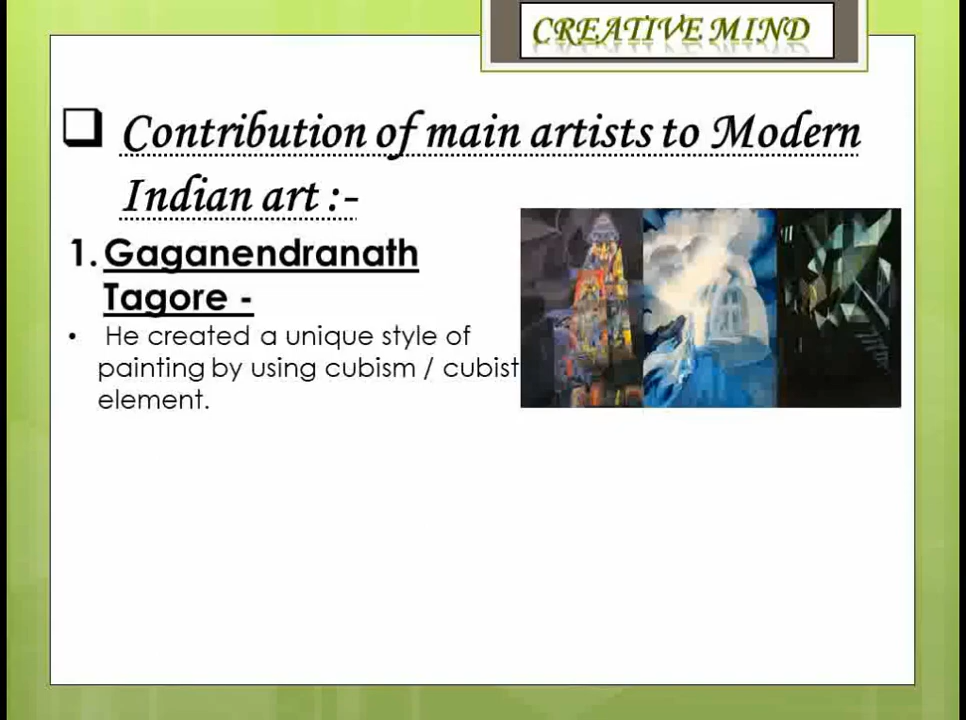 CREATIVE MIND
❑ Contribution of main artists to Modern
Indian art :-
1. Gaganendranath
Tagore -
• He created a unique style of
painting by using cubism / cubist
element.